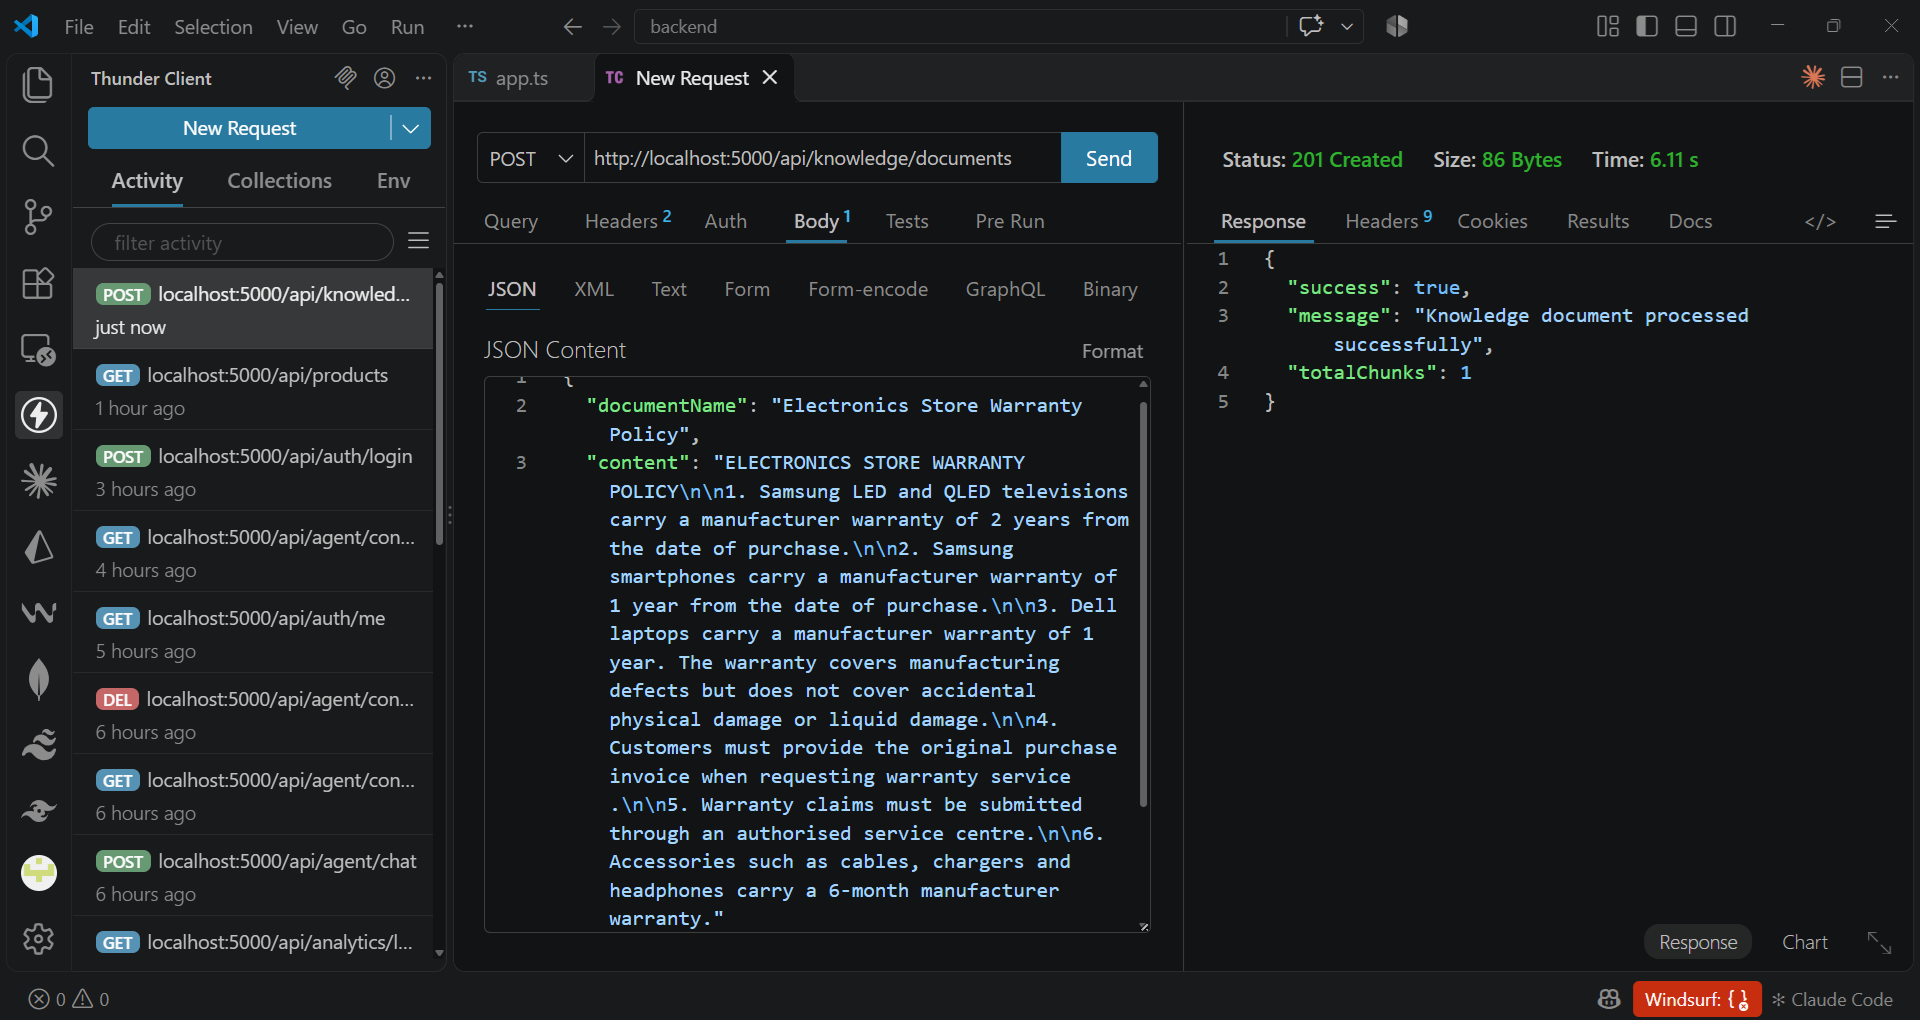 File Edit Selection View Go Run ···
backend
Thunder Client
New Request
Activity Collections Env
filter activity
POST localhost:5000/api/knowled...
just now
GET localhost:5000/api/products
1 hour ago
POST localhost:5000/api/auth/login
3 hours ago
GET localhost:5000/api/agent/con...
4 hours ago
GET localhost:5000/api/auth/me
5 hours ago
DEL localhost:5000/api/agent/con...
6 hours ago
GET localhost:5000/api/agent/con...
6 hours ago
POST localhost:5000/api/agent/chat
6 hours ago
GET localhost:5000/api/analytics/l...
TS app.ts
TC New Request
POST http://localhost:5000/api/knowledge/documents Send
Query Headers 2 Auth Body 1 Tests Pre Run
JSON XML Text Form Form-encode GraphQL Binary
JSON Content Format
1 {
2 "documentName": "Electronics Store Warranty
Policy",
3 "content": "ELECTRONICS STORE WARRANTY
POLICY\n\n1. Samsung LED and QLED televisions
carry a manufacturer warranty of 2 years from
the date of purchase.\n\n2. Samsung
smartphones carry a manufacturer warranty of
1 year from the date of purchase.\n\n3. Dell
laptops carry a manufacturer warranty of 1
year. The warranty covers manufacturing
defects but does not cover accidental
physical damage or liquid damage.\n\n4.
Customers must provide the original purchase
invoice when requesting warranty service
.\n\n5. Warranty claims must be submitted
through an authorised service centre.\n\n6.
Accessories such as cables, chargers and
headphones carry a 6-month manufacturer
warranty."
Status: 201 Created Size: 86 Bytes Time: 6.11 s
Response Headers 9 Cookies Results Docs </>
1 {
2 "success": true,
3 "message": "Knowledge document processed
successfully",
4 "totalChunks": 1
5 }
Response Chart
0 0
Windsurf: { } Claude Code